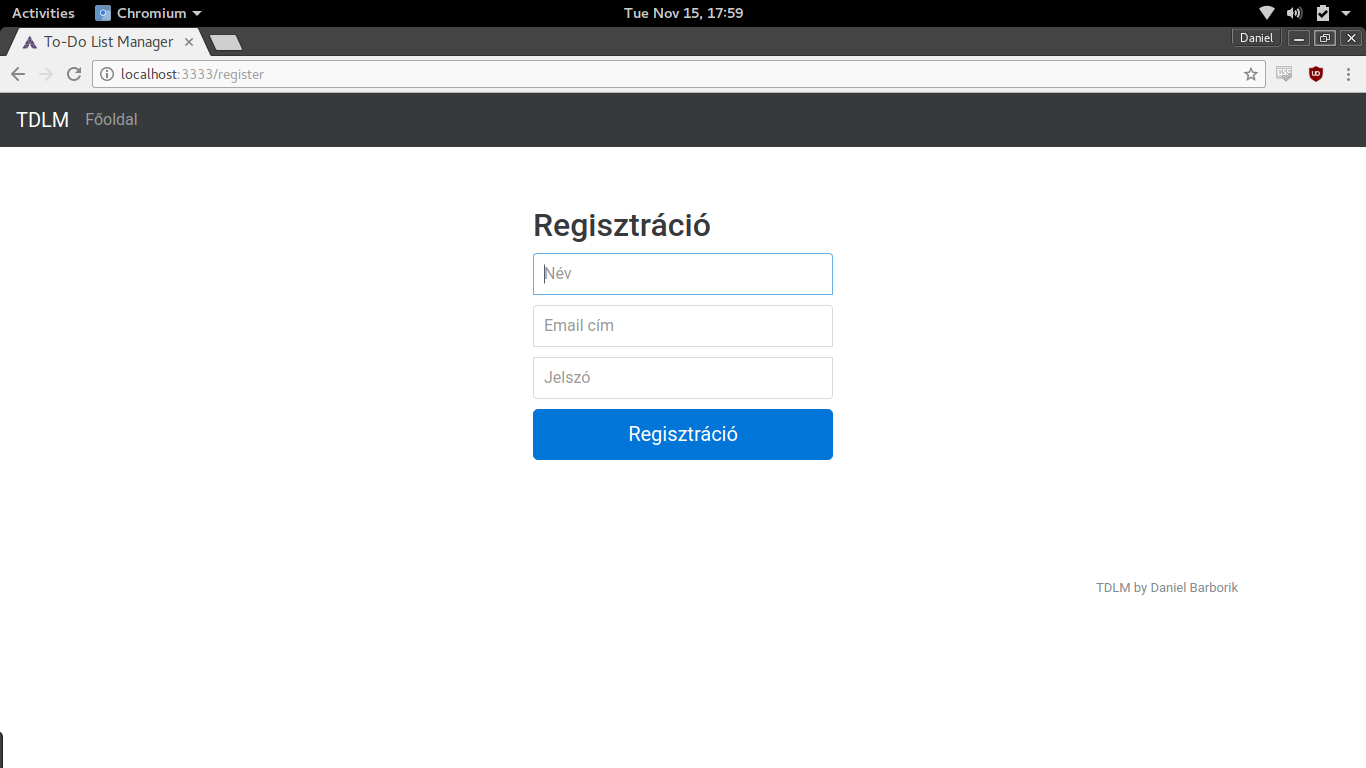 Activities Chromium Tue Nov 15, 17:59
To-Do List Manager Daniel
localhost:3333/register
TDLM Főoldal
Regisztráció
Név
Email cím
Jelszó
Regisztráció
TDLM by Daniel Barborik